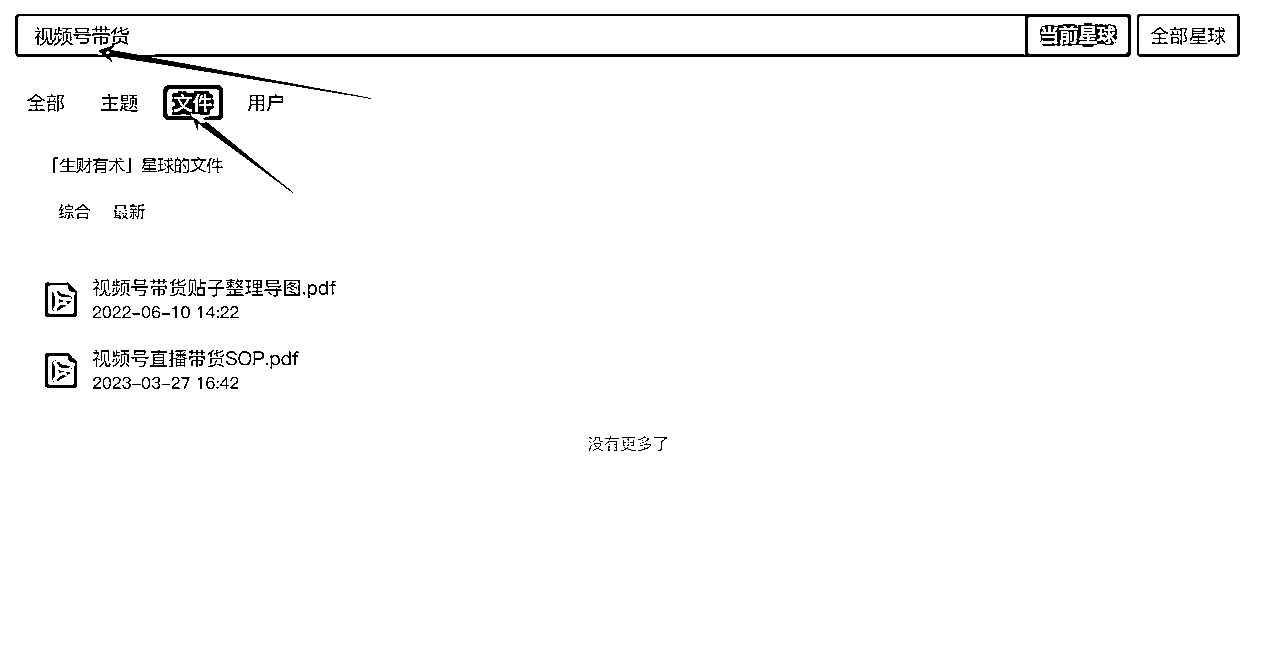 视频号带货 当前星球 全部星球
全部 主题 文件 用户
「生财有术」星球的文件
综合 最新
视频号带货贴子整理导图.pdf
2022-06-10 14:22
视频号直播带货SOP.pdf
2023-03-27 16:42
没有更多了